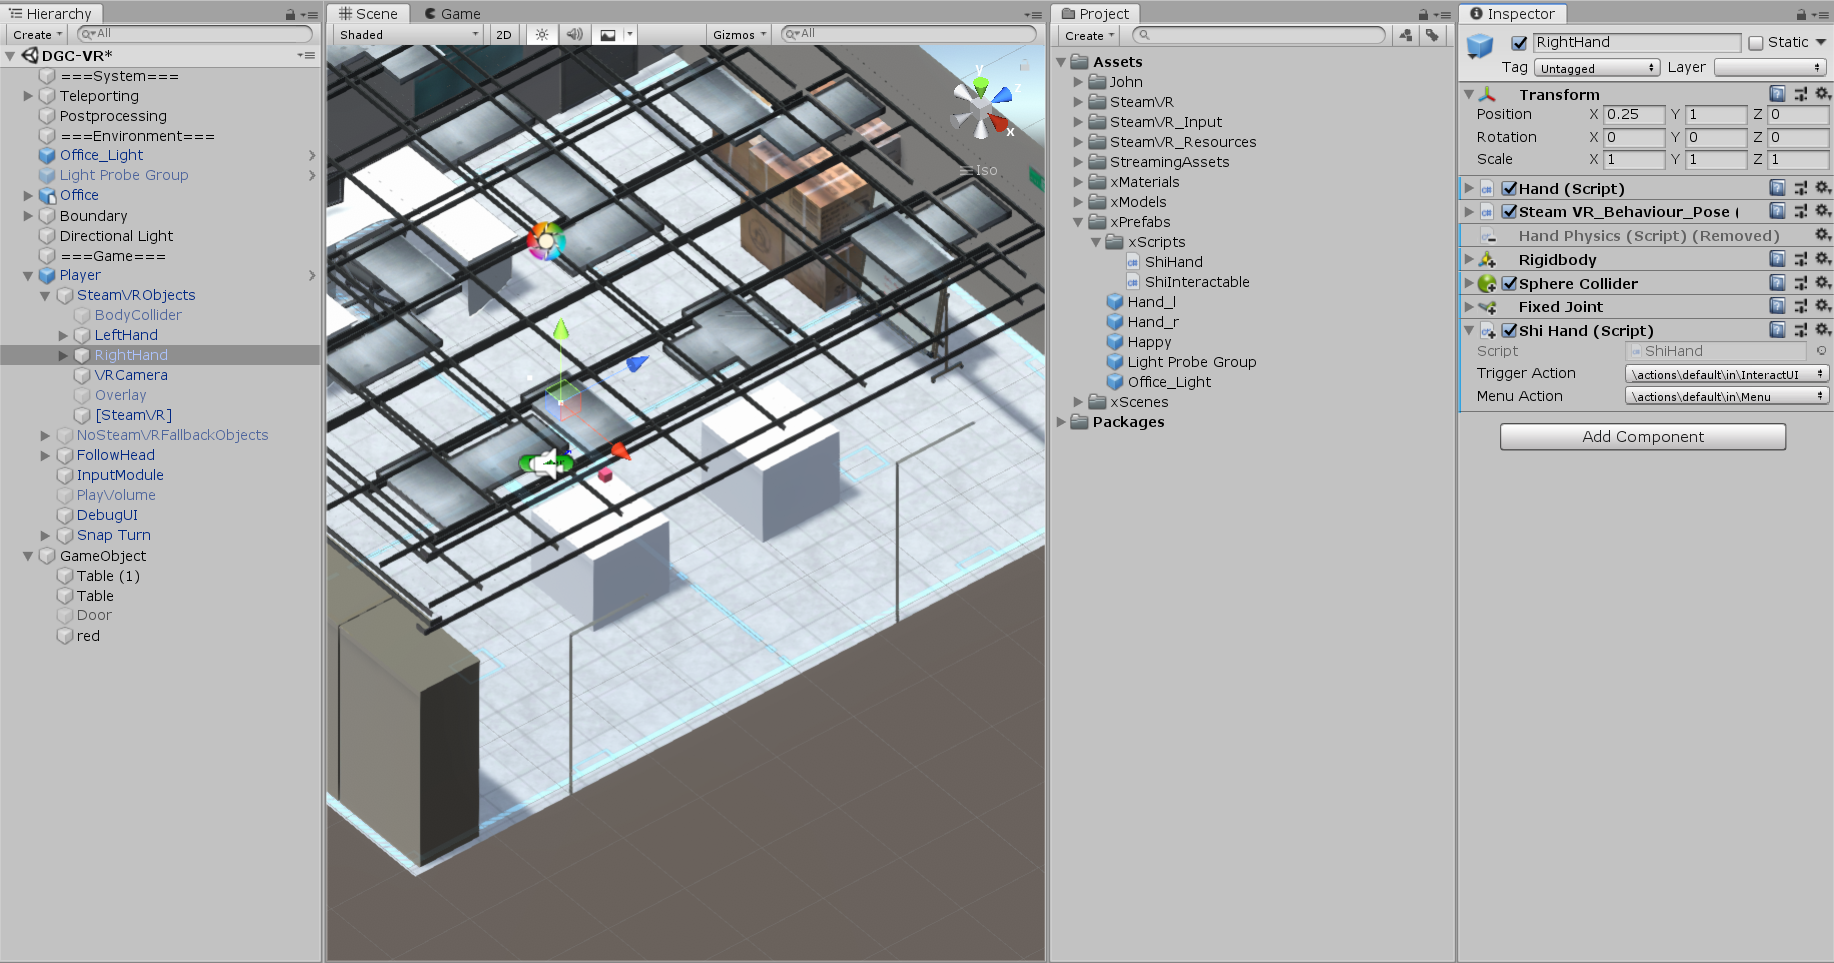 Hierarchy
Create
All
DGC-VR*
===System===
Teleporting
Postprocessing
===Environment===
Office_Light
Light Probe Group
Office
Boundary
Directional Light
===Game===
Player
SteamVRObjects
BodyCollider
LeftHand
RightHand
VRCamera
Overlay
[SteamVR]
NoSteamVRFallbackObjects
FollowHead
InputModule
PlayVolume
DebugUI
Snap Turn
GameObject
Table (1)
Table
Door
red
Scene
Game
Shaded
2D
Gizmos
All
y
z
x
Iso
Project
Create
Assets
John
SteamVR
SteamVR_Input
SteamVR_Resources
StreamingAssets
xMaterials
xModels
xPrefabs
xScripts
ShiHand
ShiInteractable
Hand_l
Hand_r
Happy
Light Probe Group
Office_Light
xScenes
Packages
Inspector
RightHand
Static
Tag Untagged Layer
Transform
Position X 0.25 Y 1 Z 0
Rotation X 0 Y 0 Z 0
Scale X 1 Y 1 Z 1
Hand (Script)
Steam VR_Behaviour_Pose (
Hand Physics (Script) (Removed)
Rigidbody
Sphere Collider
Fixed Joint
Shi Hand (Script)
Script ShiHand
Trigger Action \actions\default\in\InteractUI
Menu Action \actions\default\in\Menu
Add Component